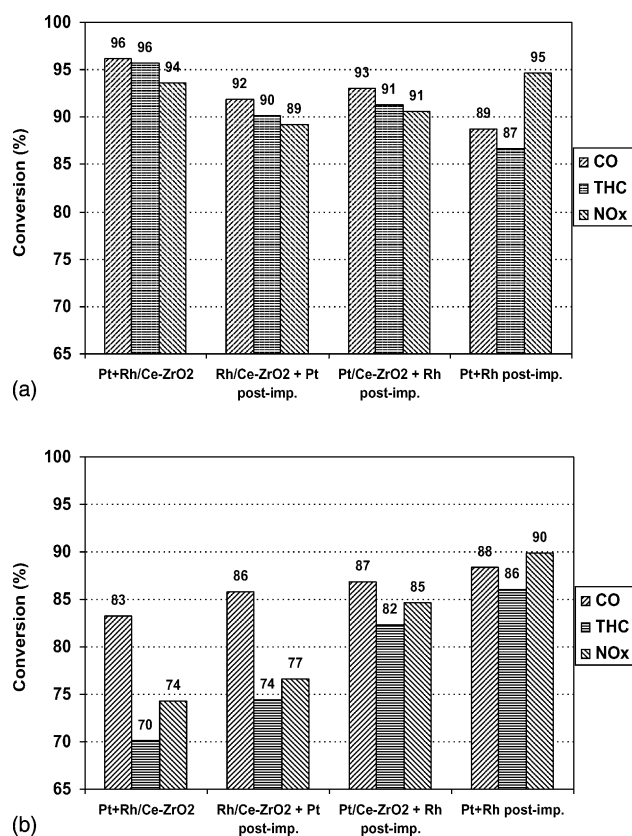 100
95
90
85
80
75
70
65
Conversion (%)
96 96 94
92 90 89
93 91 91
89 87 95
CO
THC
NOx
Pt+Rh/Ce-ZrO2
Rh/Ce-ZrO2 + Pt
post-imp.
Pt/Ce-ZrO2 + Rh
post-imp.
Pt+Rh post-imp.
(a)
100
95
90
85
80
75
70
65
Conversion (%)
83 70 74
86 74 77
87 82 85
88 86 90
CO
THC
NOx
Pt+Rh/Ce-ZrO2
Rh/Ce-ZrO2 + Pt
post-imp.
Pt/Ce-ZrO2 + Rh
post-imp.
Pt+Rh post-imp.
(b)